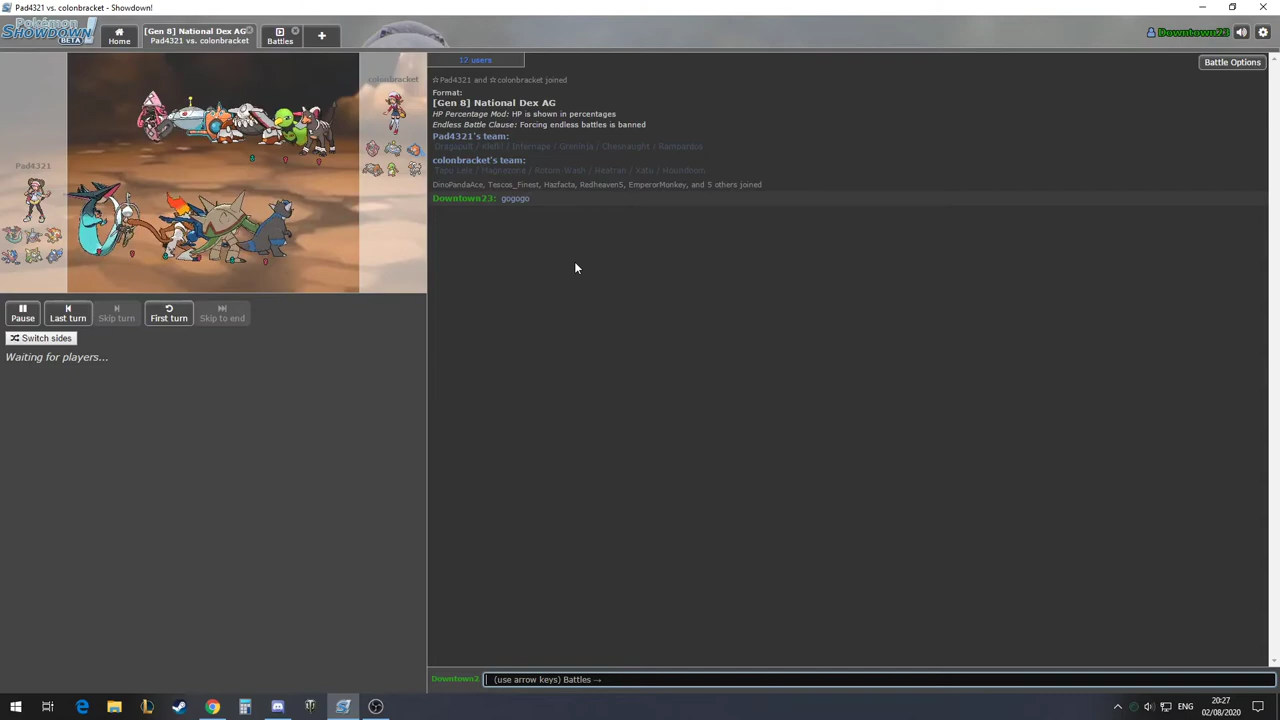 Pad4321 vs. colonbracket - Showdown!
Pokémon
SHOWDOWN!
BETA
Home
[Gen 8] National Dex AG
Pad4321 vs. colonbracket
Battles
Downtown23
12 users
Battle Options
☆Pad4321 and ☆colonbracket joined
Format:
[Gen 8] National Dex AG
HP Percentage Mod: HP is shown in percentages
Endless Battle Clause: Forcing endless battles is banned
Pad4321's team:
Dragapult / Klefki / Infernape / Greninja / Chesnaught / Rampardos
colonbracket's team:
Tapu Lele / Magnezone / Rotom-Wash / Heatran / Xatu / Houndoom
DinoPandaAce, Tescos_Finest, Hazfacta, Redheaven5, EmperorMonkey, and 5 others joined
Downtown23: gogogo
colonbracket
Pad4321
Pause
Last turn
Skip turn
First turn
Skip to end
Switch sides
Waiting for players...
Downtown2
(use arrow keys) Battles →
ENG
20:27
02/08/2020